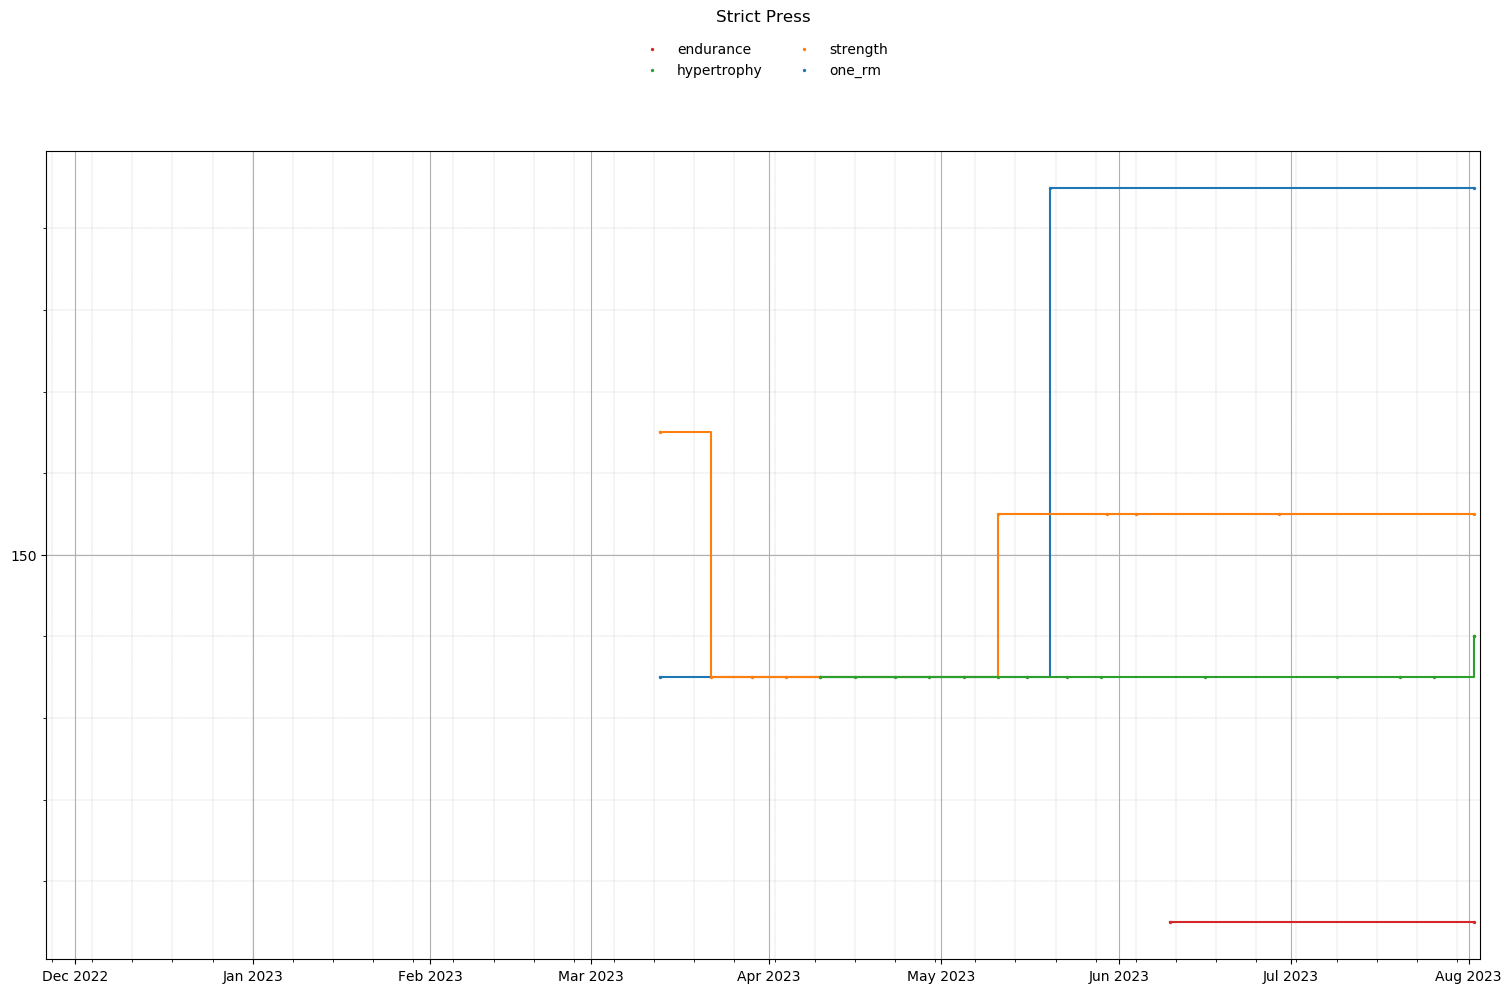 Strict Press
endurance
hypertrophy
strength
one_rm
150
Dec 2022
Jan 2023
Feb 2023
Mar 2023
Apr 2023
May 2023
Jun 2023
Jul 2023
Aug 2023